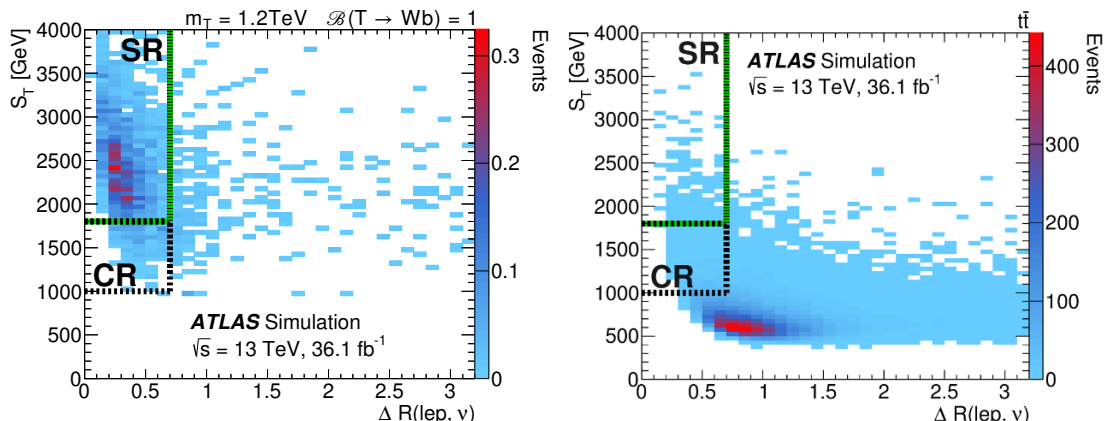 m_T = 1.2TeV ℬ(T → Wb) = 1
S_T [GeV]
4000
3500
3000
2500
2000
1500
1000
500
0
SR
CR
ATLAS Simulation
√s = 13 TeV, 36.1 fb⁻¹
0 0.5 1 1.5 2 2.5 3
Δ R(lep, ν)
0.3
0.2
0.1
0
Events
tt̄
S_T [GeV]
4000
3500
3000
2500
2000
1500
1000
500
0
SR
ATLAS Simulation
√s = 13 TeV, 36.1 fb⁻¹
CR
0 0.5 1 1.5 2 2.5 3
Δ R(lep, ν)
400
300
200
100
0
Events